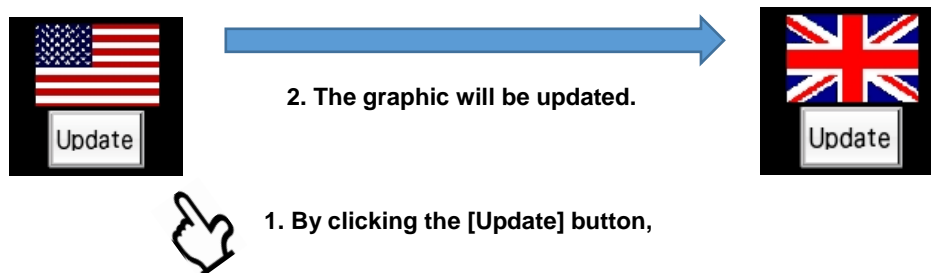 2. The graphic will be updated.
Update
Update
1. By clicking the [Update] button,